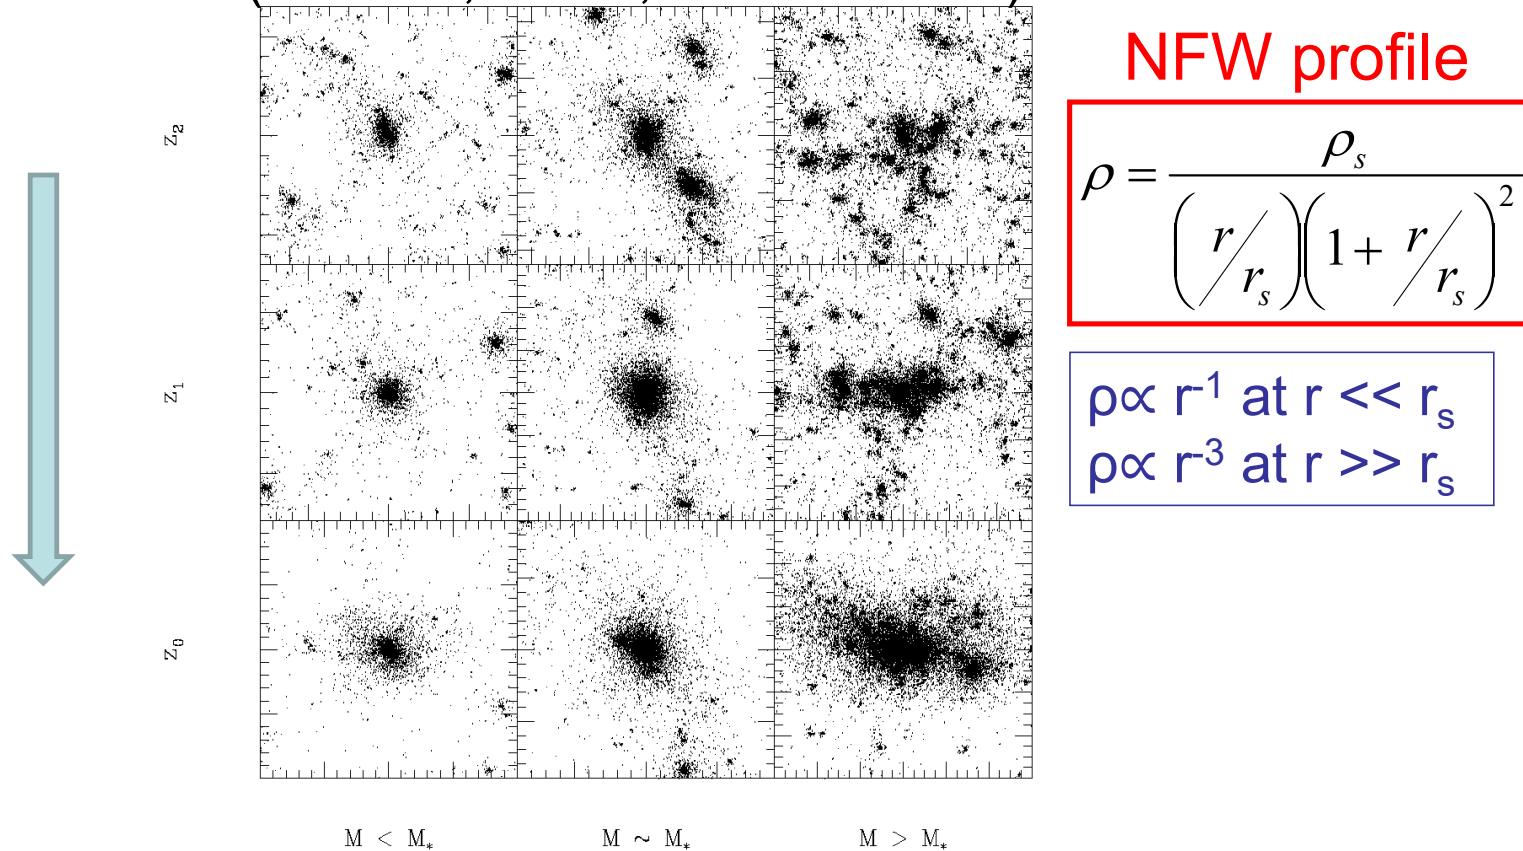 NFW profile
ρ = ρₛ / (r/rₛ)(1 + r/rₛ)²
ρ∝ r⁻¹ at r << rₛ
ρ∝ r⁻³ at r >> rₛ
Z₂
Z₁
Z₀
M < M*
M ~ M*
M > M*